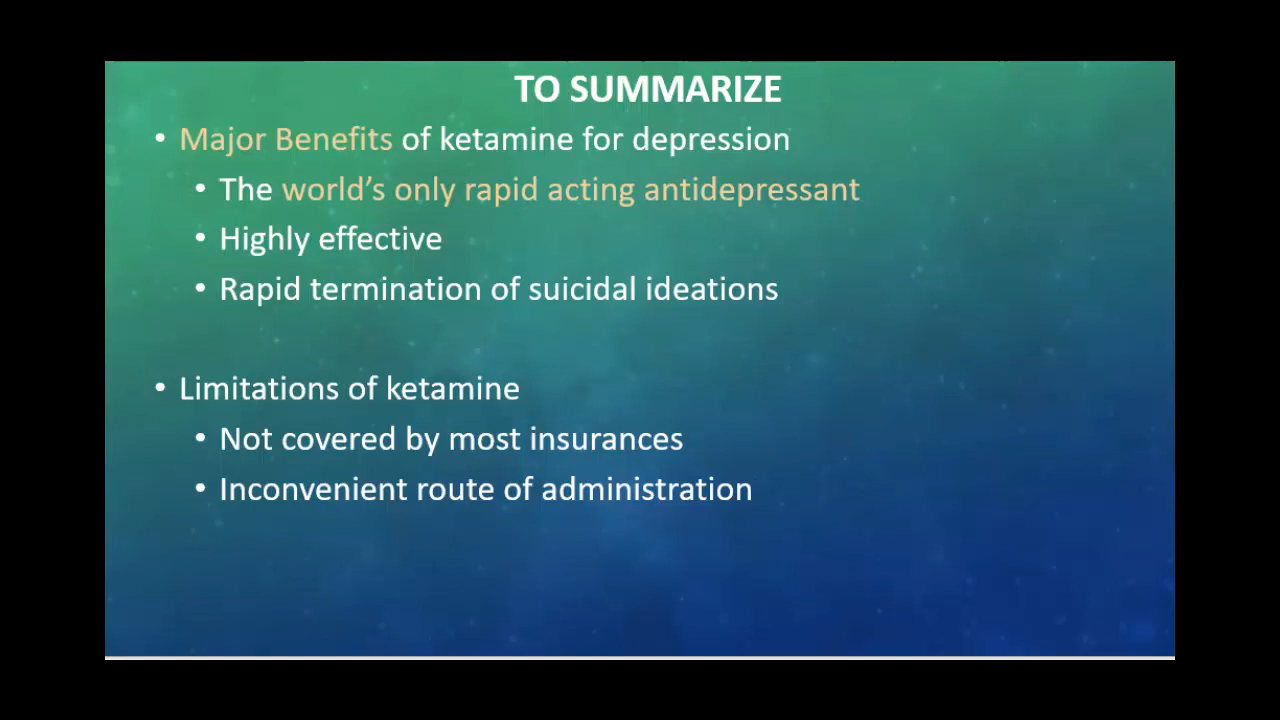 TO SUMMARIZE
• Major Benefits of ketamine for depression
• The world’s only rapid acting antidepressant
• Highly effective
• Rapid termination of suicidal ideations
• Limitations of ketamine
• Not covered by most insurances
• Inconvenient route of administration